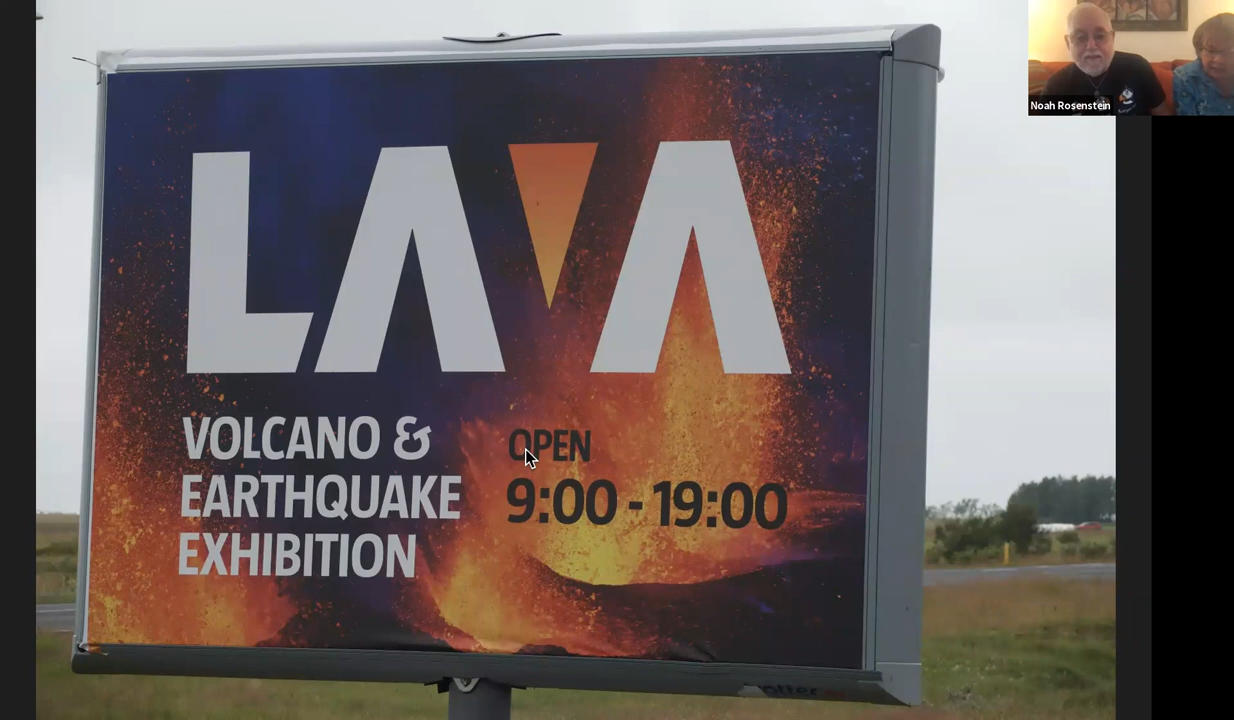 LAVA
VOLCANO &
EARTHQUAKE
EXHIBITION
OPEN
9:00 - 19:00
Noah Rosenstein